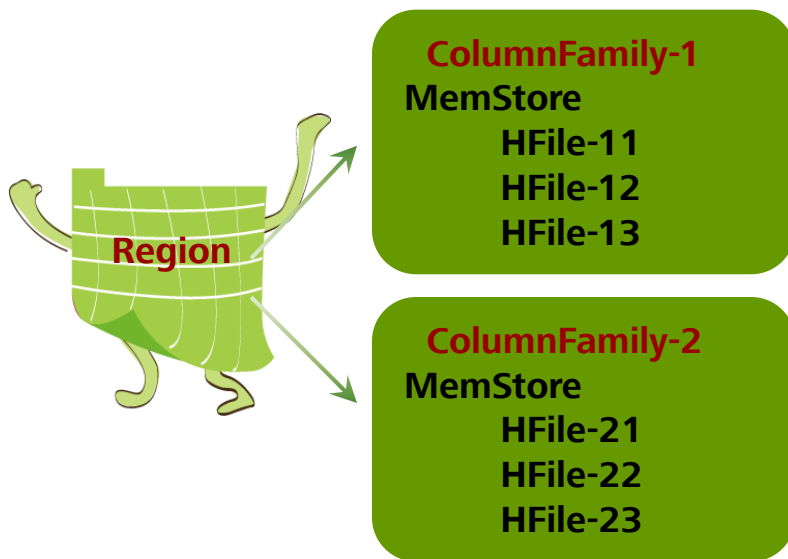 Region
ColumnFamily-1
MemStore
HFile-11
HFile-12
HFile-13
ColumnFamily-2
MemStore
HFile-21
HFile-22
HFile-23